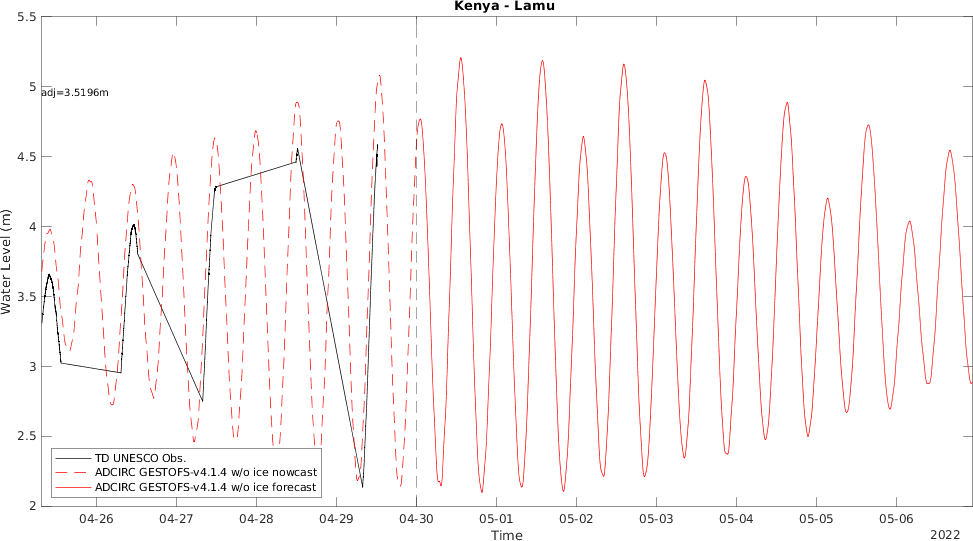 Kenya - Lamu
5.5
5
adj=3.5196m
4.5
4
3.5
3
2.5
2
Water Level (m)
TD UNESCO Obs.
ADCIRC GESTOFS-v4.1.4 w/o ice nowcast
ADCIRC GESTOFS-v4.1.4 w/o ice forecast
04-26 04-27 04-28 04-29 04-30 05-01 05-02 05-03 05-04 05-05 05-06
Time
2022